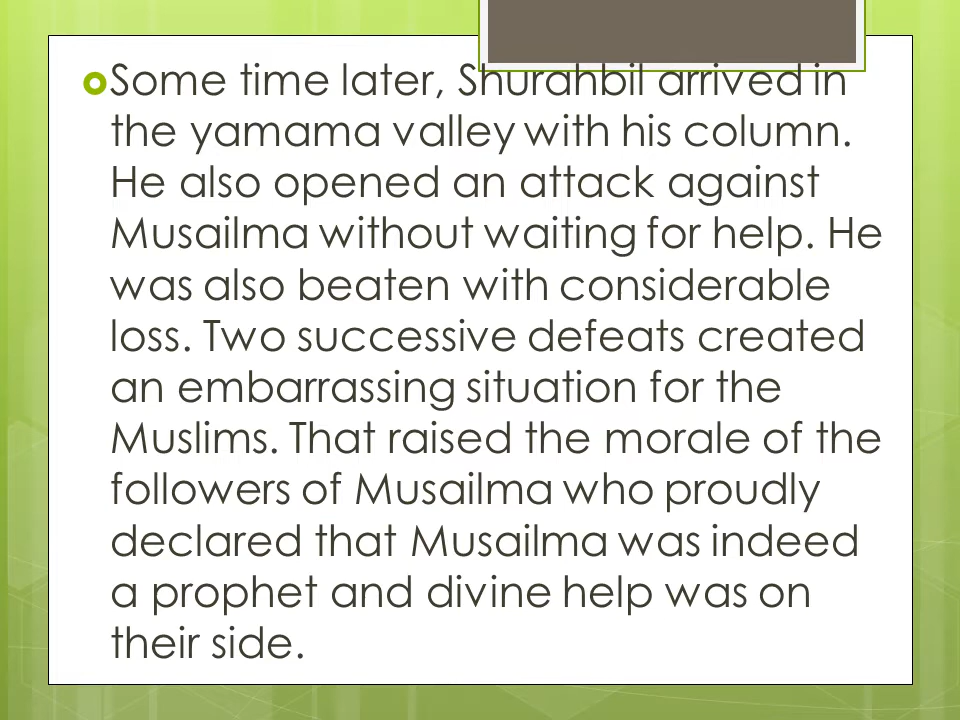 Some time later, Shurahbil arrived in
the yamama valley with his column.
He also opened an attack against
Musailma without waiting for help. He
was also beaten with considerable
loss. Two successive defeats created
an embarrassing situation for the
Muslims. That raised the morale of the
followers of Musailma who proudly
declared that Musailma was indeed
a prophet and divine help was on
their side.